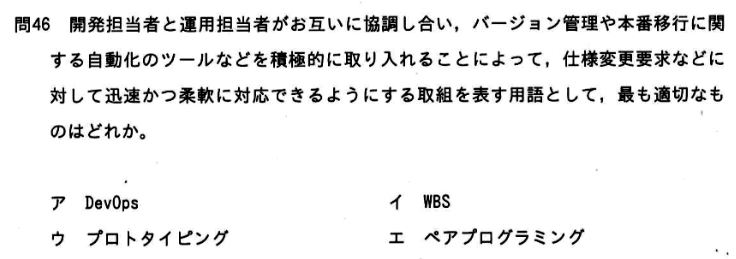 問46 開発担当者と運用担当者がお互いに協調し合い，バージョン管理や本番移行に関
する自動化のツールなどを積極的に取り入れることによって，仕様変更要求などに
対して迅速かつ柔軟に対応できるようにする取組を表す用語として，最も適切なも
のはどれか。
ア DevOps イ WBS
ウ プロトタイピング エ ペアプログラミング